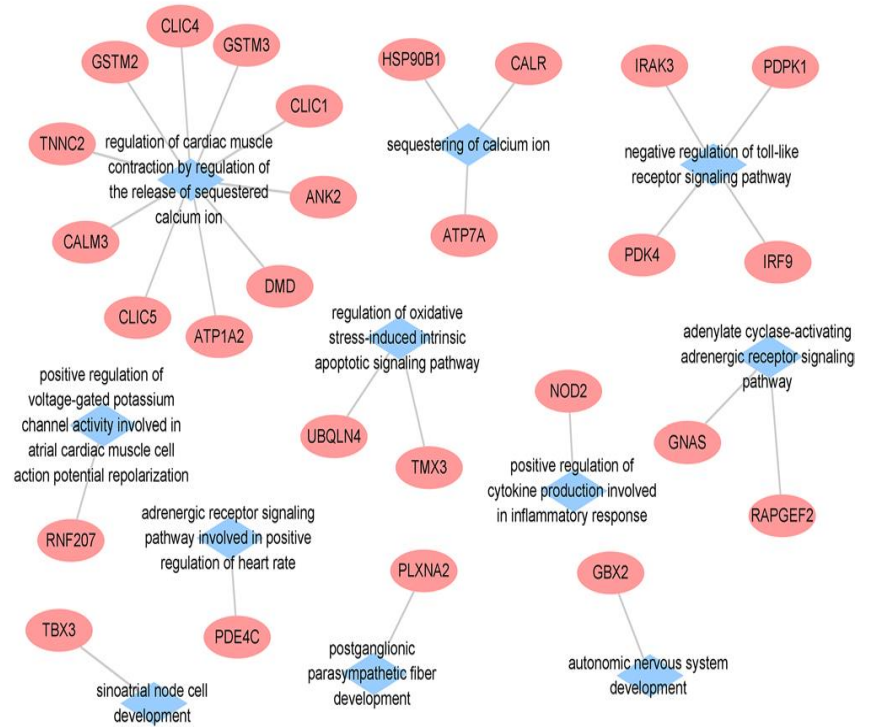 CLIC4
GSTM3
GSTM2
CLIC1
TNNC2
regulation of cardiac muscle
contraction by regulation of
the release of sequestered
calcium ion
ANK2
CALM3
DMD
CLIC5
ATP1A2
HSP90B1
CALR
sequestering of calcium ion
ATP7A
IRAK3
PDPK1
negative regulation of toll-like
receptor signaling pathway
PDK4
IRF9
regulation of oxidative
stress-induced intrinsic
apoptotic signaling pathway
UBQLN4
TMX3
adenylate cyclase-activating
adrenergic receptor signaling
pathway
GNAS
RAPGEF2
NOD2
positive regulation of
cytokine production involved
in inflammatory response
positive regulation of
voltage-gated potassium
channel activity involved in
atrial cardiac muscle cell
action potential repolarization
RNF207
adrenergic receptor signaling
pathway involved in positive
regulation of heart rate
PDE4C
TBX3
sinoatrial node cell
development
PLXNA2
postganglionic
parasympathetic fiber
development
GBX2
autonomic nervous system
development